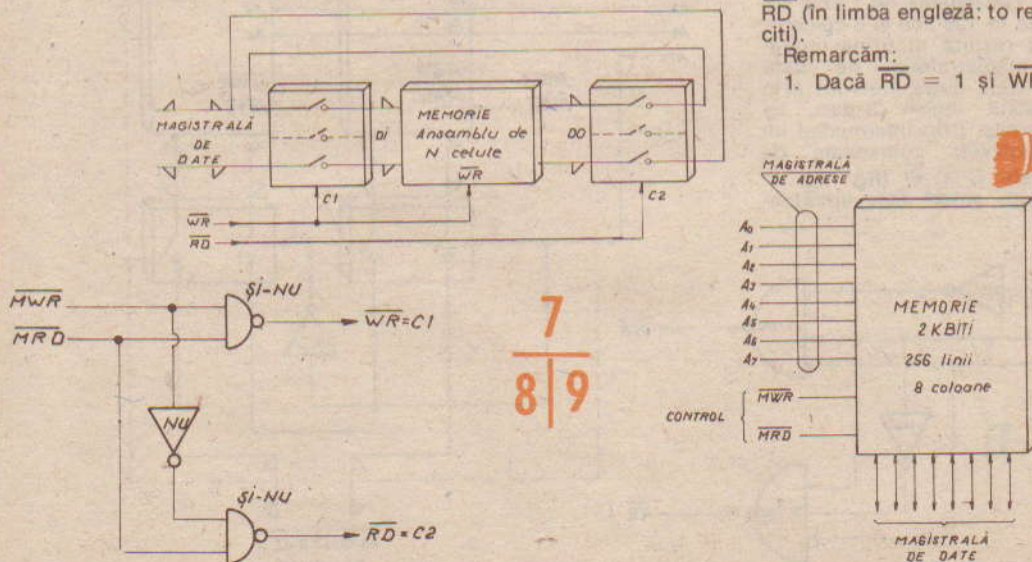 RD (în limba engleză: to re
citi).
Remarcăm:
1. Dacă RD = 1 și WR
MAGISTRALĂ
DE
DATE
DI
MEMORIE
Ansamblu de
N celule
WR
DO
C1
C2
WR
RD
MWR
MRD
ȘI-NU
WR=C1
NU
ȘI-NU
RD=C2
7
8 9
MAGISTRALĂ
DE ADRESE
A0
A1
A2
A3
A4
A5
A6
A7
MEMORIE
2 KBIȚI
256 linii
8 coloane
CONTROL
MWR
MRD
MAGISTRALĂ
DE DATE